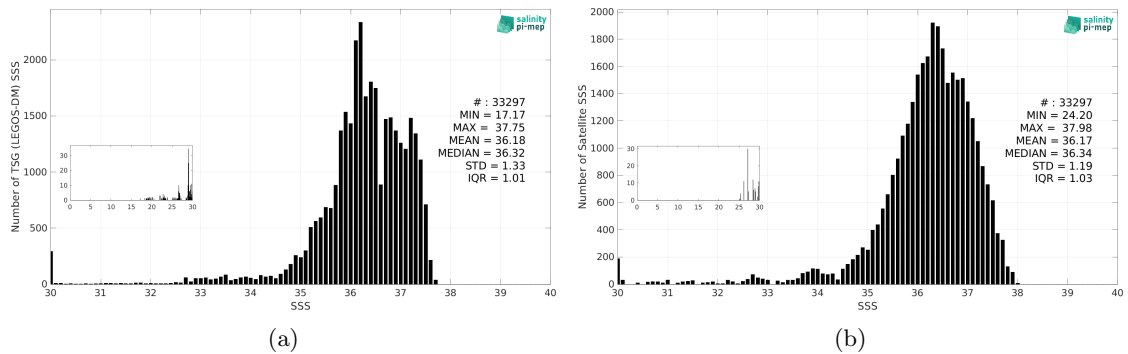 salinity
pi-mep
Number of TSG (LEGOS-DM) SSS
2000
1500
1000
500
0
# : 33297
MIN = 17.17
MAX = 37.75
MEAN = 36.18
MEDIAN = 36.32
STD = 1.33
IQR = 1.01
30
20
10
0
0 5 10 15 20 25 30
30 31 32 33 34 35 36 37 38 39 40
SSS
(a)
salinity
pi-mep
Number of Satellite SSS
2000
1800
1600
1400
1200
1000
800
600
400
200
0
# : 33297
MIN = 24.20
MAX = 37.98
MEAN = 36.17
MEDIAN = 36.34
STD = 1.19
IQR = 1.03
30
20
10
0
0 5 10 15 20 25 30
30 31 32 33 34 35 36 37 38 39 40
SSS
(b)